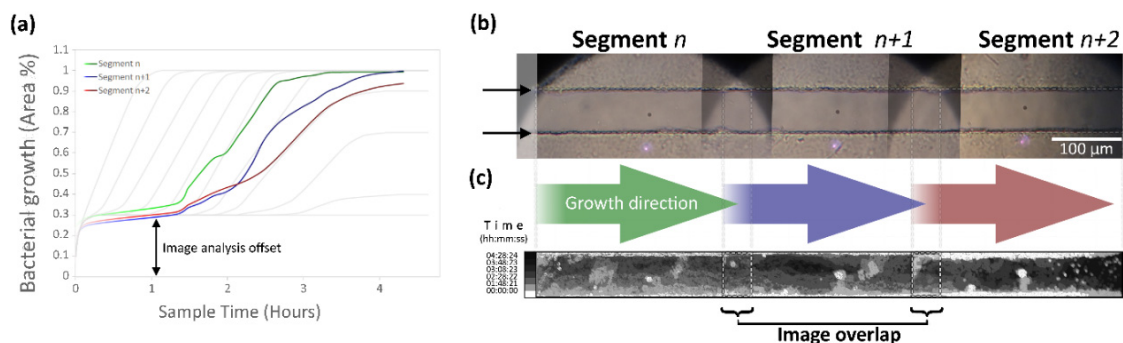 (a)
Bacterial growth (Area %)
1.1
1
0.9
0.8
0.7
0.6
0.5
0.4
0.3
0.2
0.1
0
Segment n
Segment n+1
Segment n+2
Image analysis offset
0 1 2 3 4
Sample Time (Hours)
(b)
Segment n Segment n+1 Segment n+2
100 µm
(c)
Growth direction
Time
(hh:mm:ss)
04:28:24
03:48:23
03:08:23
02:28:22
01:48:21
00:00:00
Image overlap